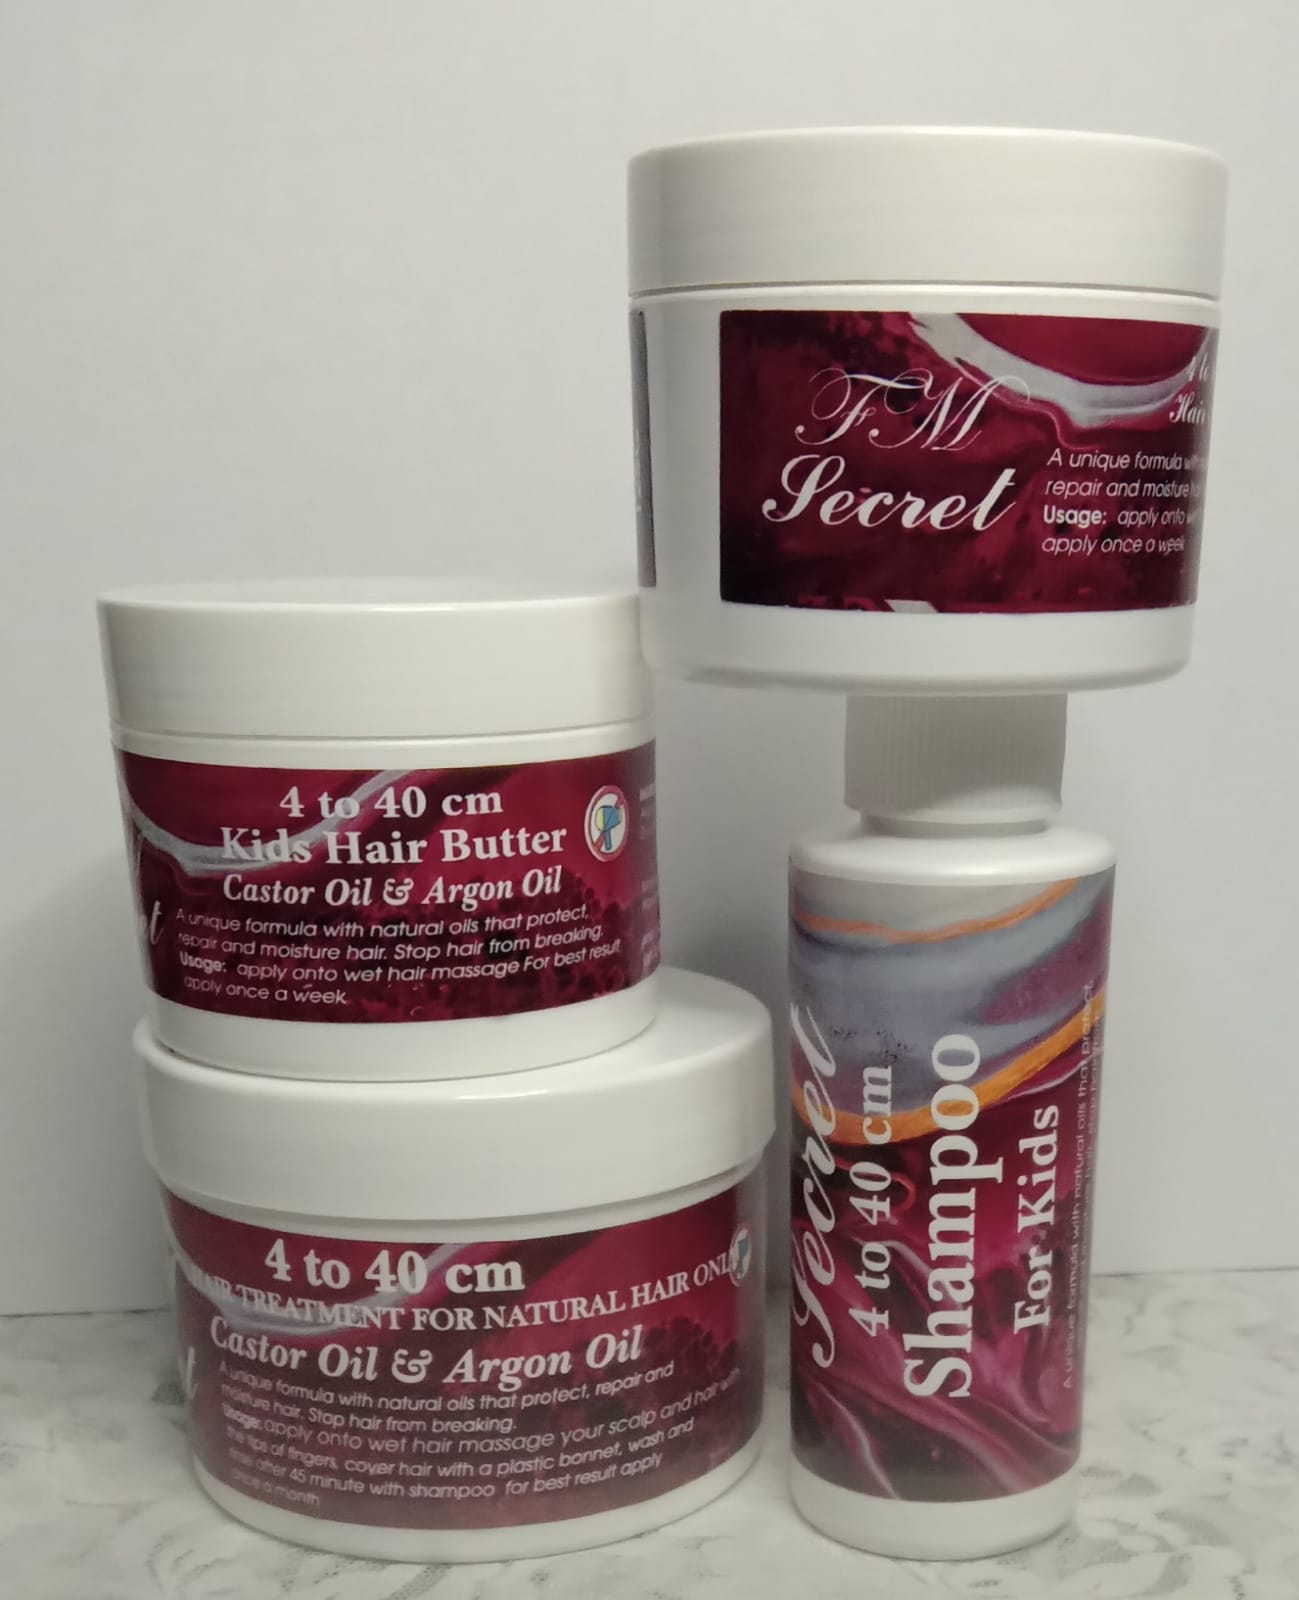 FM
Secret
4 to
Hair
A unique formula
repair and moisture
Usage: apply onto
apply once a week
4 to 40 cm
Kids Hair Butter
Castor Oil & Argon Oil
A unique formula with natural oils that protect,
repair and moisture hair. Stop hair from breaking.
Usage: apply onto wet hair massage For best result
apply once a week
4 to 40 cm
HAIR TREATMENT FOR NATURAL HAIR ONLY
Castor Oil & Argon Oil
A unique formula with natural oils that protect, repair and
moisture hair. Stop hair from breaking.
Usage: apply onto wet hair massage your scalp and hair with
the tips of fingers, cover hair with a plastic bonnet, wash and
rinse after 45 minute with shampoo for best result apply
once a month
Secret
4 to 40 cm
Shampoo
For Kids
A unique formula with natural oils that protect,